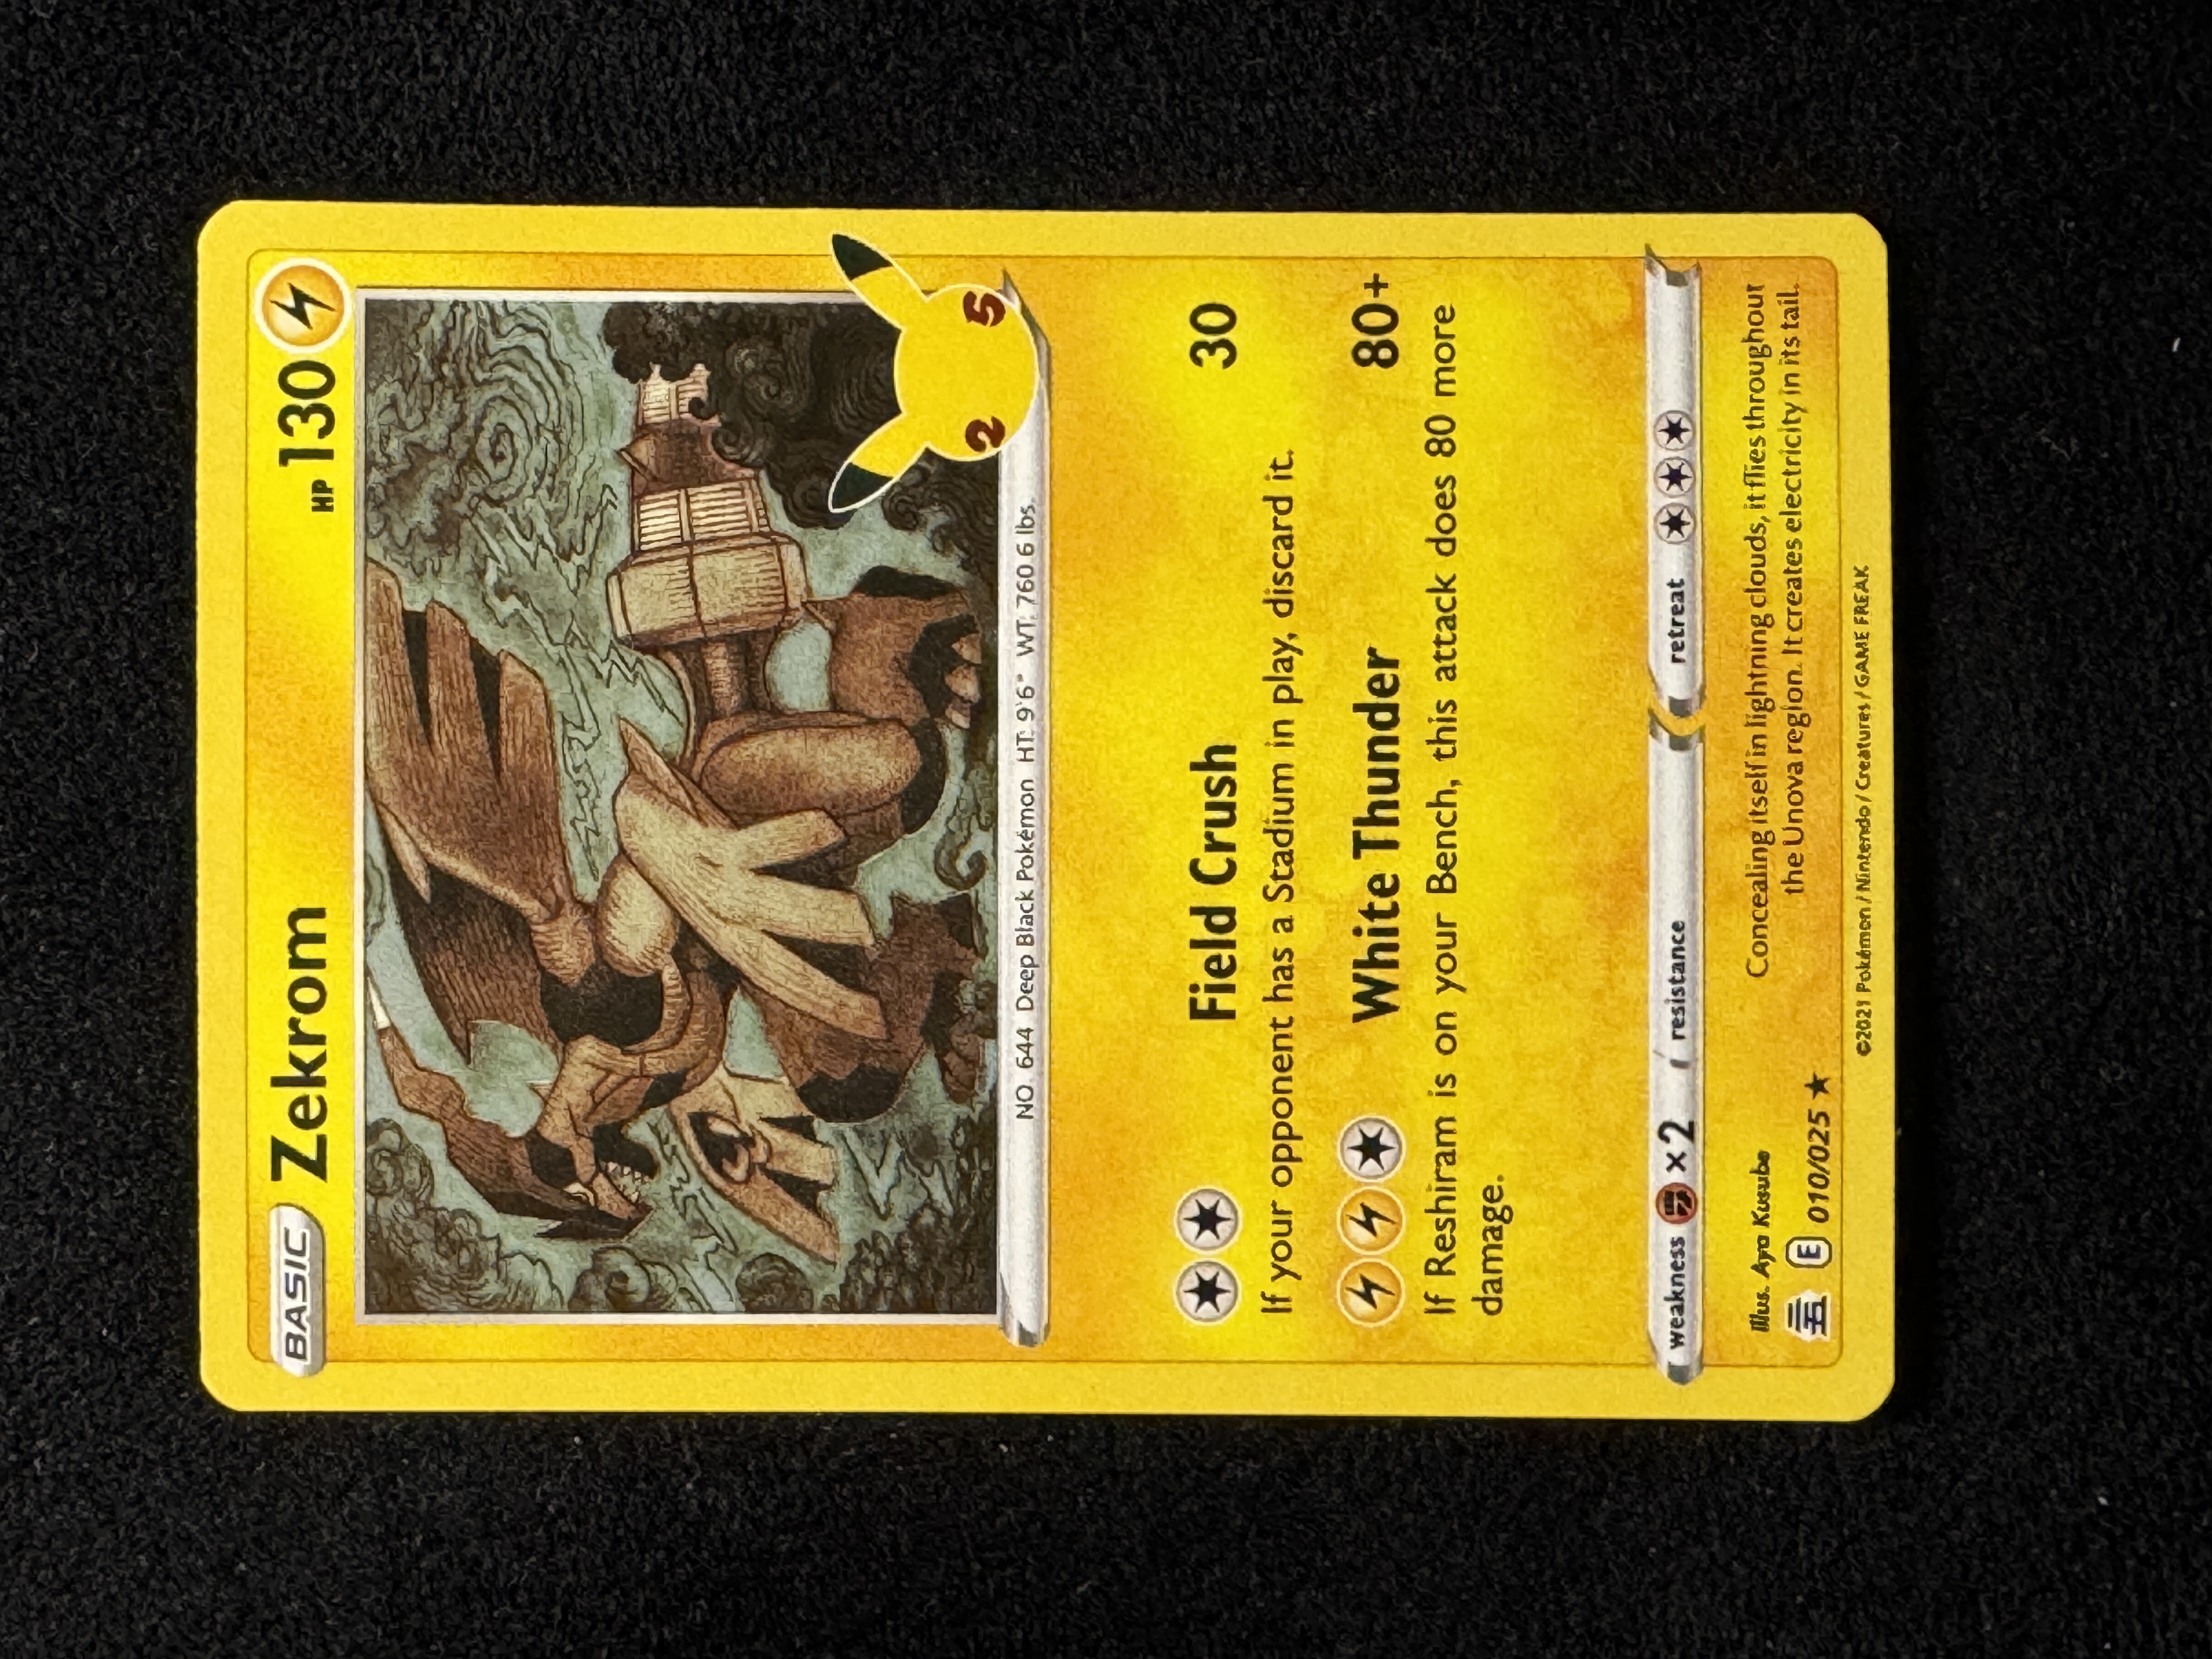 BASIC Zekrom HP 130
25
NO. 644 Deep Black Pokémon HT: 9'6" WT: 760.6 lbs.
Field Crush 30
If your opponent has a Stadium in play, discard it.
White Thunder 80+
If Reshiram is on your Bench, this attack does 80 more
damage.
weakness ×2 resistance retreat
Illus. Aya Kusube
Concealing itself in lightning clouds, it flies throughout
the Unova region. It creates electricity in its tail.
E 010/025 ★
©2021 Pokémon / Nintendo / Creatures / GAME FREAK